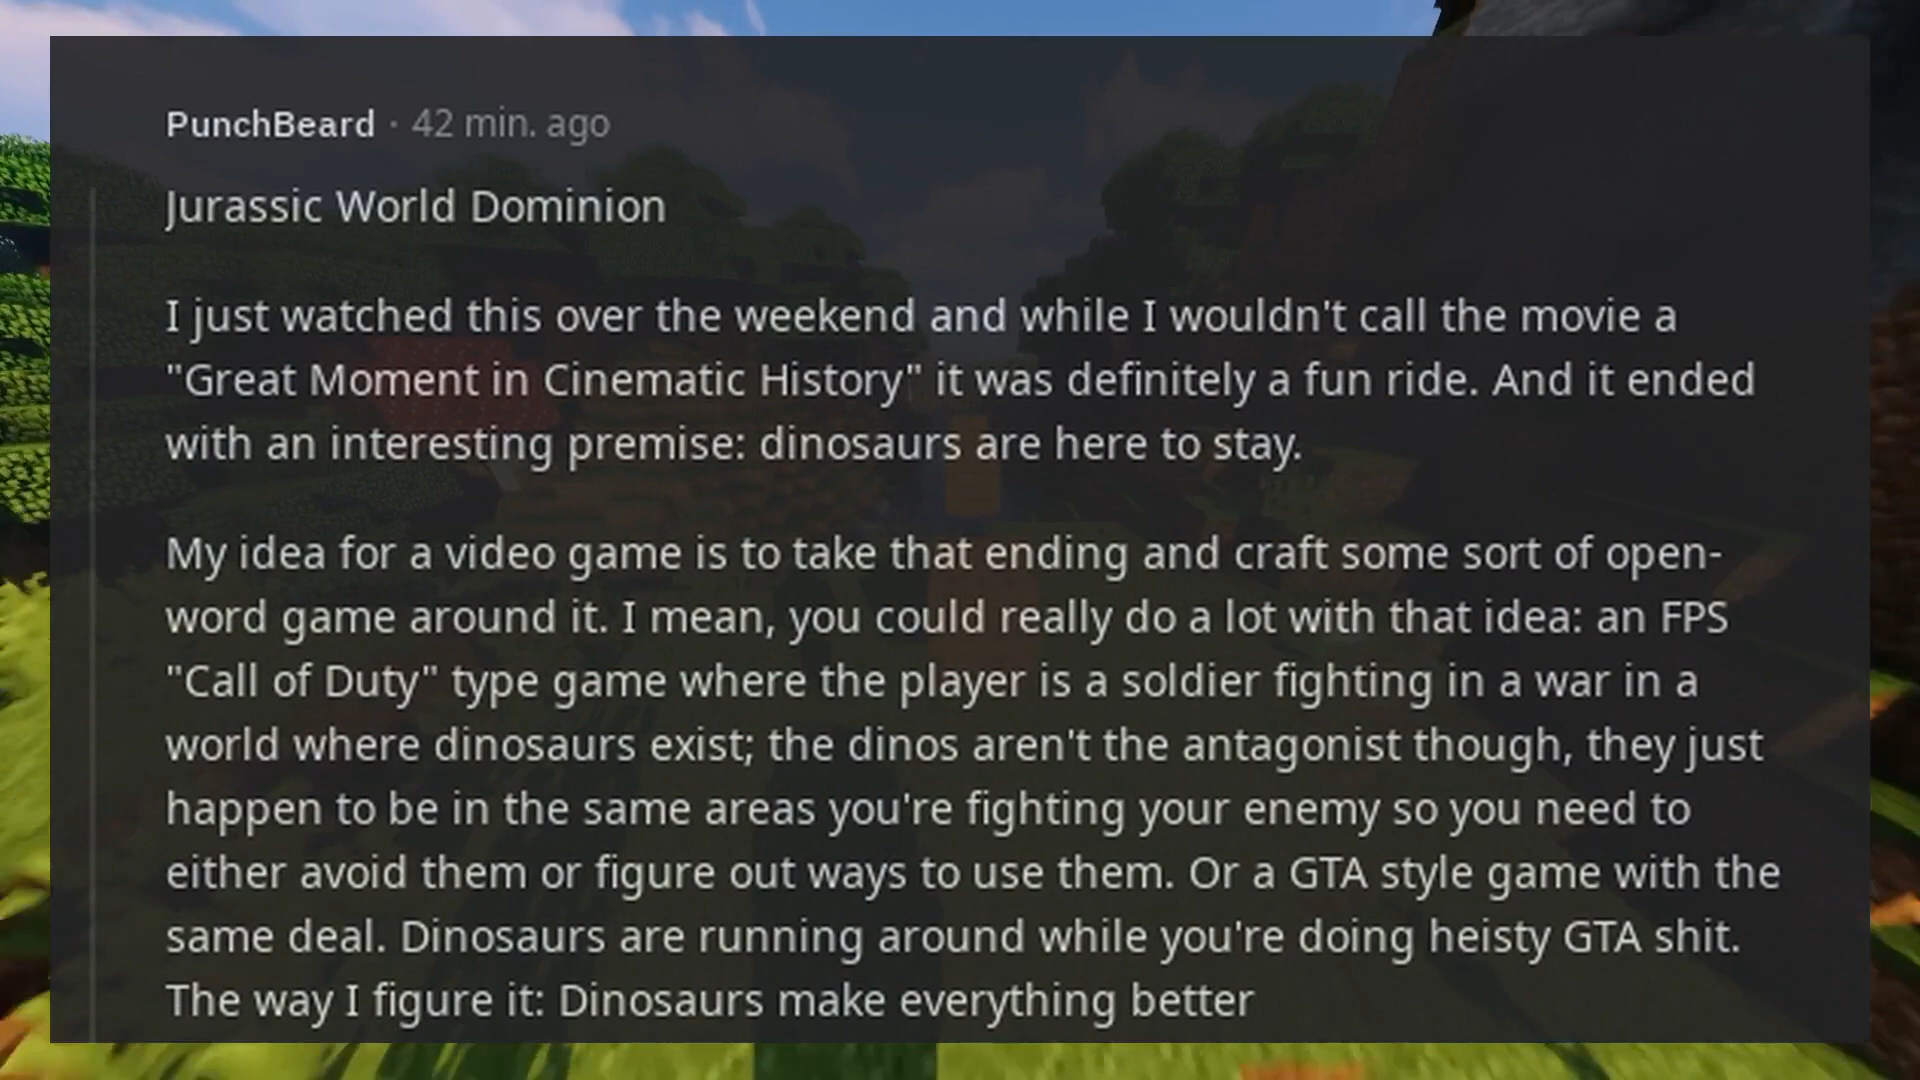 PunchBeard · 42 min. ago
Jurassic World Dominion
I just watched this over the weekend and while I wouldn't call the movie a
"Great Moment in Cinematic History" it was definitely a fun ride. And it ended
with an interesting premise: dinosaurs are here to stay.
My idea for a video game is to take that ending and craft some sort of open-
word game around it. I mean, you could really do a lot with that idea: an FPS
"Call of Duty" type game where the player is a soldier fighting in a war in a
world where dinosaurs exist; the dinos aren't the antagonist though, they just
happen to be in the same areas you're fighting your enemy so you need to
either avoid them or figure out ways to use them. Or a GTA style game with the
same deal. Dinosaurs are running around while you're doing heisty GTA shit.
The way I figure it: Dinosaurs make everything better